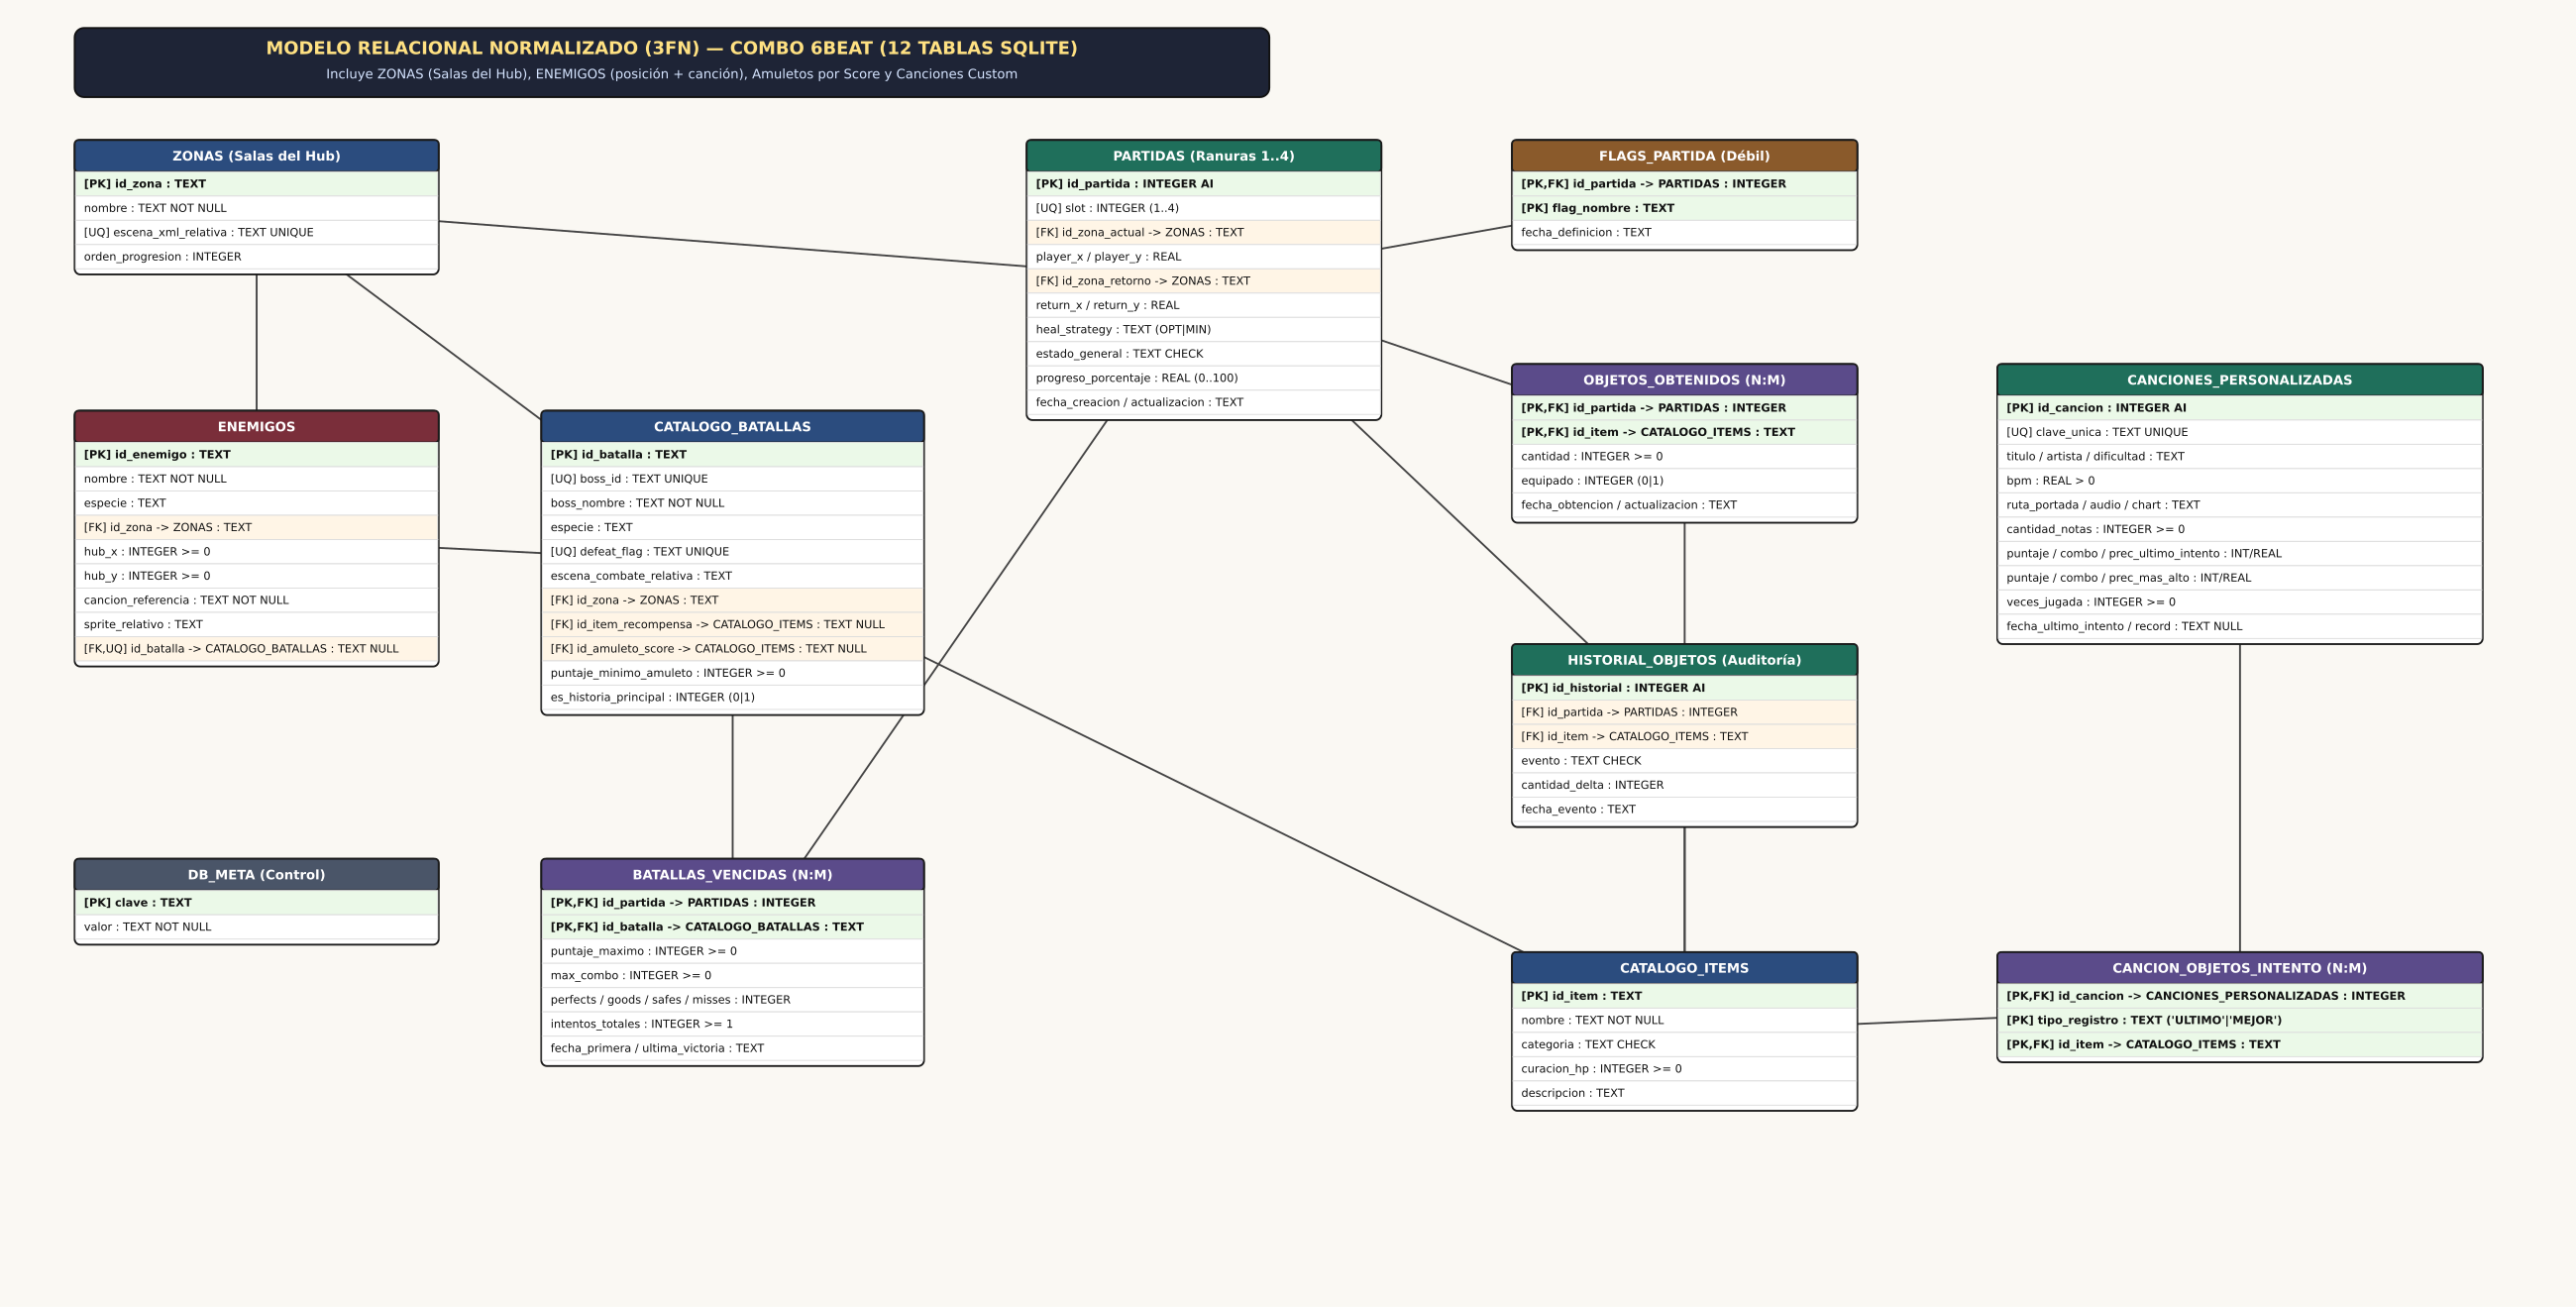 MODELO RELACIONAL NORMALIZADO (3FN) — COMBO 6BEAT (12 TABLAS SQLITE)
Incluye ZONAS (Salas del Hub), ENEMIGOS (posición + canción), Amuletos por Score y Canciones Custom
ZONAS (Salas del Hub)
[PK] id_zona : TEXT
nombre : TEXT NOT NULL
[UQ] escena_xml_relativa : TEXT UNIQUE
orden_progresion : INTEGER
PARTIDAS (Ranuras 1..4)
[PK] id_partida : INTEGER AI
[UQ] slot : INTEGER (1..4)
[FK] id_zona_actual -> ZONAS : TEXT
player_x / player_y : REAL
[FK] id_zona_retorno -> ZONAS : TEXT
return_x / return_y : REAL
heal_strategy : TEXT (OPT|MIN)
estado_general : TEXT CHECK
progreso_porcentaje : REAL (0..100)
fecha_creacion / actualizacion : TEXT
FLAGS_PARTIDA (Débil)
[PK,FK] id_partida -> PARTIDAS : INTEGER
[PK] flag_nombre : TEXT
fecha_definicion : TEXT
OBJETOS_OBTENIDOS (N:M)
[PK,FK] id_partida -> PARTIDAS : INTEGER
[PK,FK] id_item -> CATALOGO_ITEMS : TEXT
cantidad : INTEGER >= 0
equipado : INTEGER (0|1)
fecha_obtencion / actualizacion : TEXT
CANCIONES_PERSONALIZADAS
[PK] id_cancion : INTEGER AI
[UQ] clave_unica : TEXT UNIQUE
titulo / artista / dificultad : TEXT
bpm : REAL > 0
ruta_portada / audio / chart : TEXT
cantidad_notas : INTEGER >= 0
puntaje / combo / prec_ultimo_intento : INT/REAL
puntaje / combo / prec_mas_alto : INT/REAL
veces_jugada : INTEGER >= 0
fecha_ultimo_intento / record : TEXT NULL
ENEMIGOS
[PK] id_enemigo : TEXT
nombre : TEXT NOT NULL
especie : TEXT
[FK] id_zona -> ZONAS : TEXT
hub_x : INTEGER >= 0
hub_y : INTEGER >= 0
cancion_referencia : TEXT NOT NULL
sprite_relativo : TEXT
[FK,UQ] id_batalla -> CATALOGO_BATALLAS : TEXT NULL
CATALOGO_BATALLAS
[PK] id_batalla : TEXT
[UQ] boss_id : TEXT UNIQUE
boss_nombre : TEXT NOT NULL
especie : TEXT
[UQ] defeat_flag : TEXT UNIQUE
escena_combate_relativa : TEXT
[FK] id_zona -> ZONAS : TEXT
[FK] id_item_recompensa -> CATALOGO_ITEMS : TEXT NULL
[FK] id_amuleto_score -> CATALOGO_ITEMS : TEXT NULL
puntaje_minimo_amuleto : INTEGER >= 0
es_historia_principal : INTEGER (0|1)
HISTORIAL_OBJETOS (Auditoría)
[PK] id_historial : INTEGER AI
[FK] id_partida -> PARTIDAS : INTEGER
[FK] id_item -> CATALOGO_ITEMS : TEXT
evento : TEXT CHECK
cantidad_delta : INTEGER
fecha_evento : TEXT
DB_META (Control)
[PK] clave : TEXT
valor : TEXT NOT NULL
BATALLAS_VENCIDAS (N:M)
[PK,FK] id_partida -> PARTIDAS : INTEGER
[PK,FK] id_batalla -> CATALOGO_BATALLAS : TEXT
puntaje_maximo : INTEGER >= 0
max_combo : INTEGER >= 0
perfects / goods / safes / misses : INTEGER
intentos_totales : INTEGER >= 1
fecha_primera / ultima_victoria : TEXT
CATALOGO_ITEMS
[PK] id_item : TEXT
nombre : TEXT NOT NULL
categoria : TEXT CHECK
curacion_hp : INTEGER >= 0
descripcion : TEXT
CANCION_OBJETOS_INTENTO (N:M)
[PK,FK] id_cancion -> CANCIONES_PERSONALIZADAS : INTEGER
[PK] tipo_registro : TEXT ('ULTIMO'|'MEJOR')
[PK,FK] id_item -> CATALOGO_ITEMS : TEXT